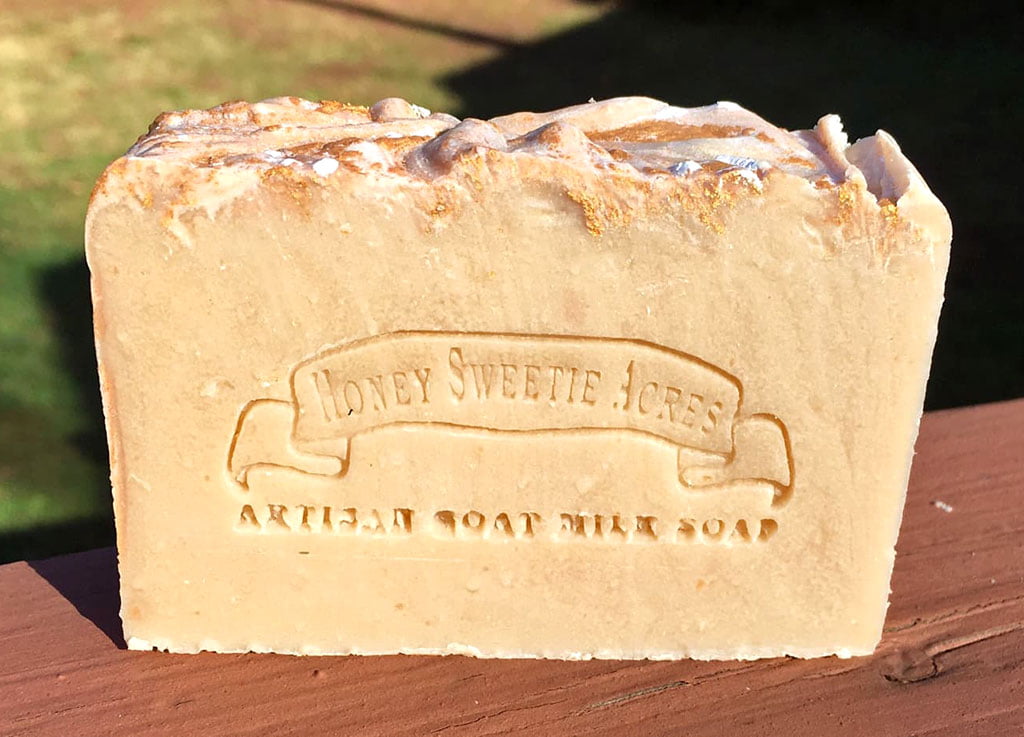 Honey Sweetie Acres
ARTISAN GOAT MILK SOAP